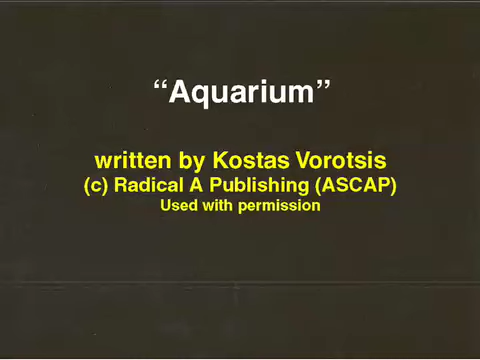 “Aquarium”
written by Kostas Vorotsis
(c) Radical A Publishing (ASCAP)
Used with permission